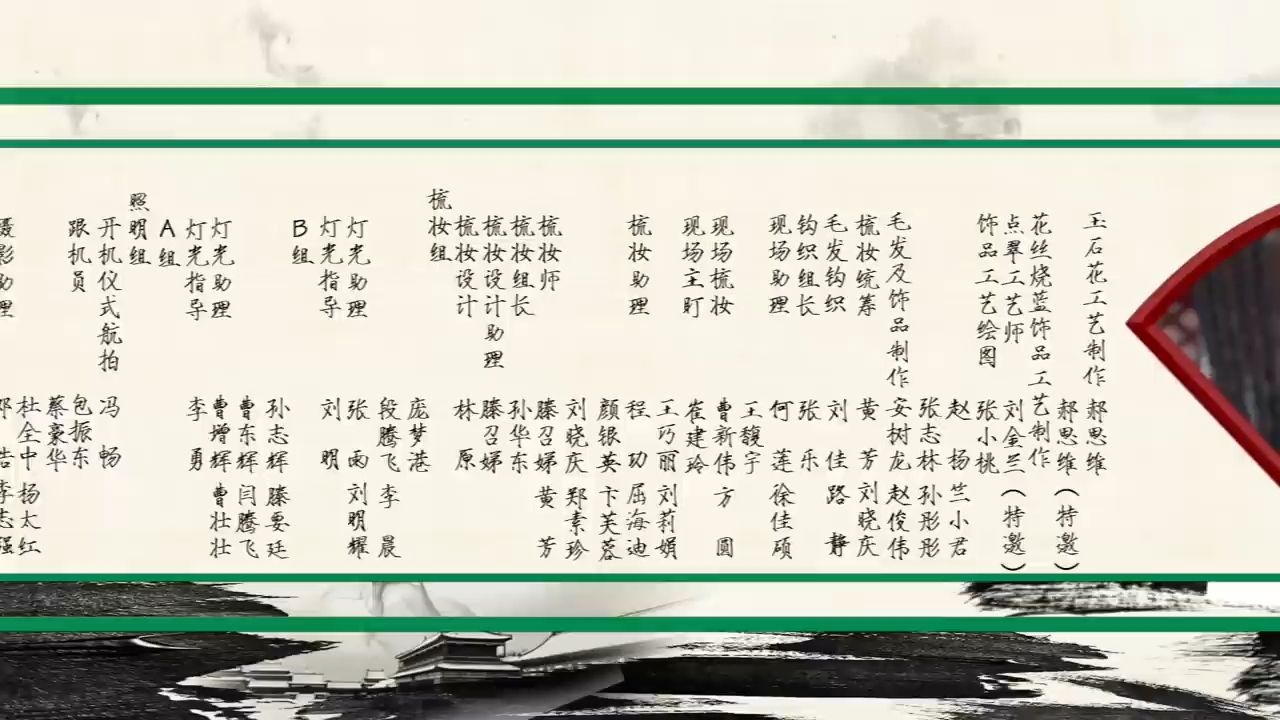 玉石花工艺制作 郝思维
郝思维(特邀)
花丝烧蓝饰品工艺制作
点翠工艺师 刘金兰(特邀)
饰品工艺绘图 张小桃
赵杨 竺小君
张志林 孙彤彤
毛发及饰品制作 安树龙 赵俊伟
梳妆统筹 黄芳 刘晓庆
毛发钩织 刘佳 路静
钩织组长 张乐
现场助理 何莲 徐佳硕
王馥宇
现场梳妆 曹新伟 方圆
现场主盯 崔建玲
王巧丽 刘莉娟
梳妆助理 程功 屈海迪
颜银英 卞芙蓉
刘晓庆 郑素珍
梳妆师 滕召娣 黄芳
梳妆组长 孙华东
梳妆设计助理 滕召娣
梳妆设计 林原
梳妆组
庞梦港
段腾飞 李晨
灯光助理 张雨 刘明耀
灯光指导 刘明
B组
孙志辉 滕要廷
曹东辉 闫腾飞
灯光助理 曹增辉 曹壮壮
灯光指导 李勇
A组
照明组
开机仪式航拍 冯畅
跟机员 包振东
蔡豪华
杜全中 杨太红
摄影助理 邓浩 李志强